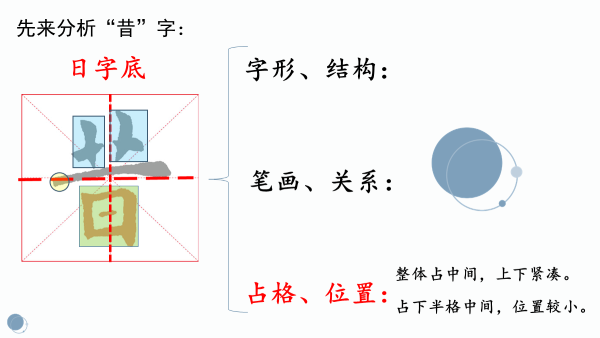 先来分析“昔”字：
日字底
昔
字形、结构：
笔画、关系：
占格、位置：
整体占中间，上下紧凑。
占下半格中间，位置较小。